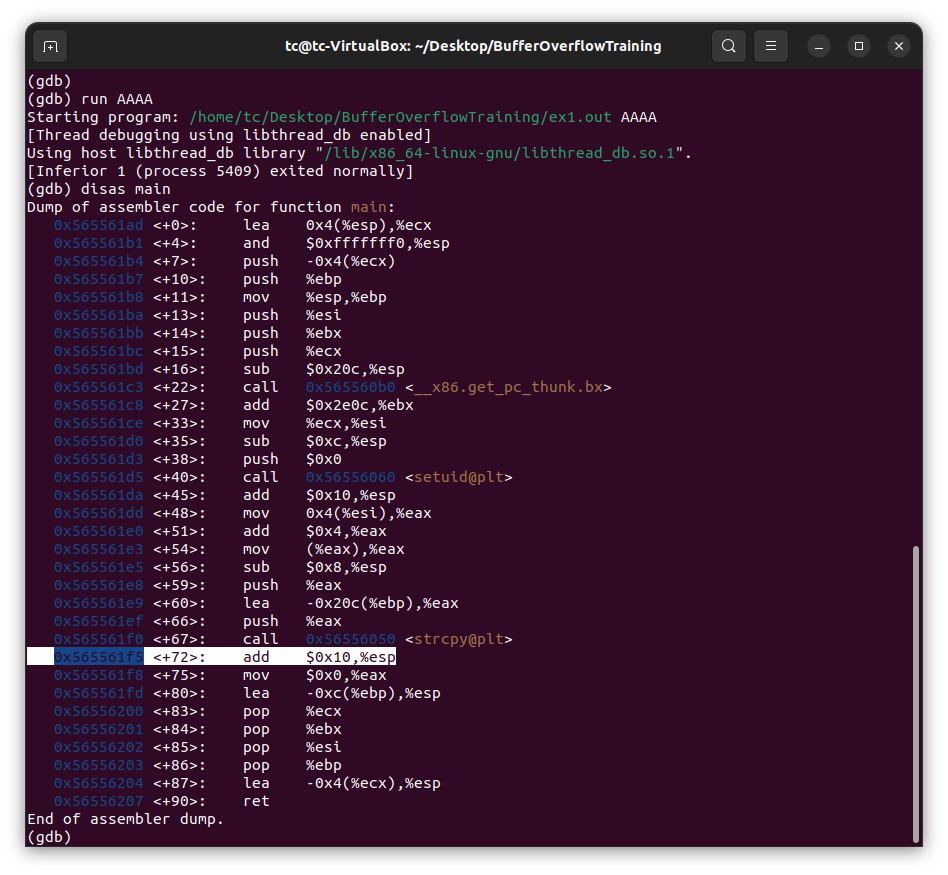 tc@tc-VirtualBox: ~/Desktop/BufferOverflowTraining
(gdb)
(gdb) run AAAA
Starting program: /home/tc/Desktop/BufferOverflowTraining/ex1.out AAAA
[Thread debugging using libthread_db enabled]
Using host libthread_db library "/lib/x86_64-linux-gnu/libthread_db.so.1".
[Inferior 1 (process 5409) exited normally]
(gdb) disas main
Dump of assembler code for function main:
   0x565561ad <+0>:	lea    0x4(%esp),%ecx
   0x565561b1 <+4>:	and    $0xfffffff0,%esp
   0x565561b4 <+7>:	push   -0x4(%ecx)
   0x565561b7 <+10>:	push   %ebp
   0x565561b8 <+11>:	mov    %esp,%ebp
   0x565561ba <+13>:	push   %esi
   0x565561bb <+14>:	push   %ebx
   0x565561bc <+15>:	push   %ecx
   0x565561bd <+16>:	sub    $0x20c,%esp
   0x565561c3 <+22>:	call   0x565560b0 <__x86.get_pc_thunk.bx>
   0x565561c8 <+27>:	add    $0x2e0c,%ebx
   0x565561ce <+33>:	mov    %ecx,%esi
   0x565561d0 <+35>:	sub    $0xc,%esp
   0x565561d3 <+38>:	push   $0x0
   0x565561d5 <+40>:	call   0x56556060 <setuid@plt>
   0x565561da <+45>:	add    $0x10,%esp
   0x565561dd <+48>:	mov    0x4(%esi),%eax
   0x565561e0 <+51>:	add    $0x4,%eax
   0x565561e3 <+54>:	mov    (%eax),%eax
   0x565561e5 <+56>:	sub    $0x8,%esp
   0x565561e8 <+59>:	push   %eax
   0x565561e9 <+60>:	lea    -0x20c(%ebp),%eax
   0x565561ef <+66>:	push   %eax
   0x565561f0 <+67>:	call   0x56556050 <strcpy@plt>
   0x565561f5 <+72>:	add    $0x10,%esp
   0x565561f8 <+75>:	mov    $0x0,%eax
   0x565561fd <+80>:	lea    -0xc(%ebp),%esp
   0x56556200 <+83>:	pop    %ecx
   0x56556201 <+84>:	pop    %ebx
   0x56556202 <+85>:	pop    %esi
   0x56556203 <+86>:	pop    %ebp
   0x56556204 <+87>:	lea    -0x4(%ecx),%esp
   0x56556207 <+90>:	ret
End of assembler dump.
(gdb)